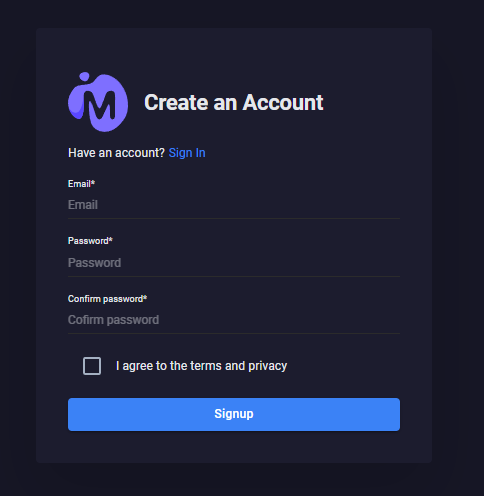 M
Create an Account
Have an account? Sign In
Email*
Email
Password*
Password
Confirm password*
Cofirm password
I agree to the terms and privacy
Signup